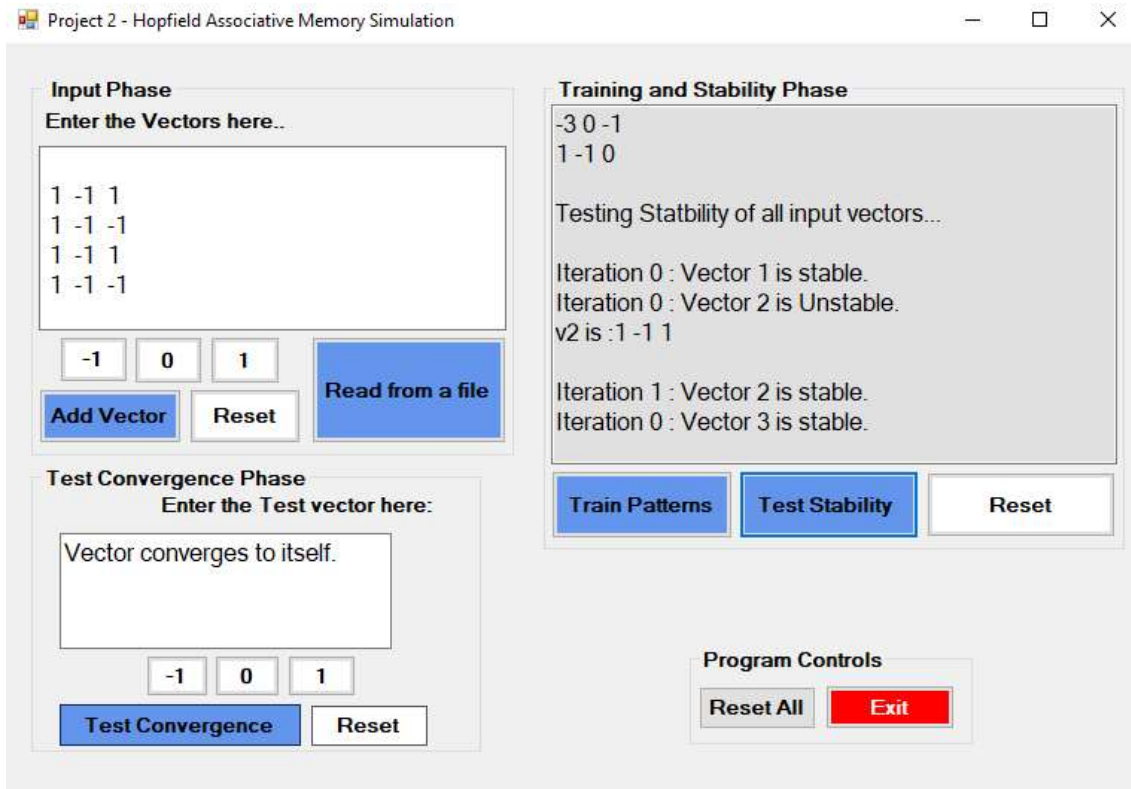 Project 2 - Hopfield Associative Memory Simulation
Input Phase
Enter the Vectors here..
1 -1 1
1 -1 -1
1 -1 1
1 -1 -1
-1 0 1
Read from a file
Add Vector Reset
Test Convergence Phase
Enter the Test vector here:
Vector converges to itself.
-1 0 1
Test Convergence Reset
Training and Stability Phase
-3 0 -1
1 -1 0
Testing Statbility of all input vectors...
Iteration 0 : Vector 1 is stable.
Iteration 0 : Vector 2 is Unstable.
v2 is :1 -1 1
Iteration 1 : Vector 2 is stable.
Iteration 0 : Vector 3 is stable.
Train Patterns Test Stability Reset
Program Controls
Reset All Exit